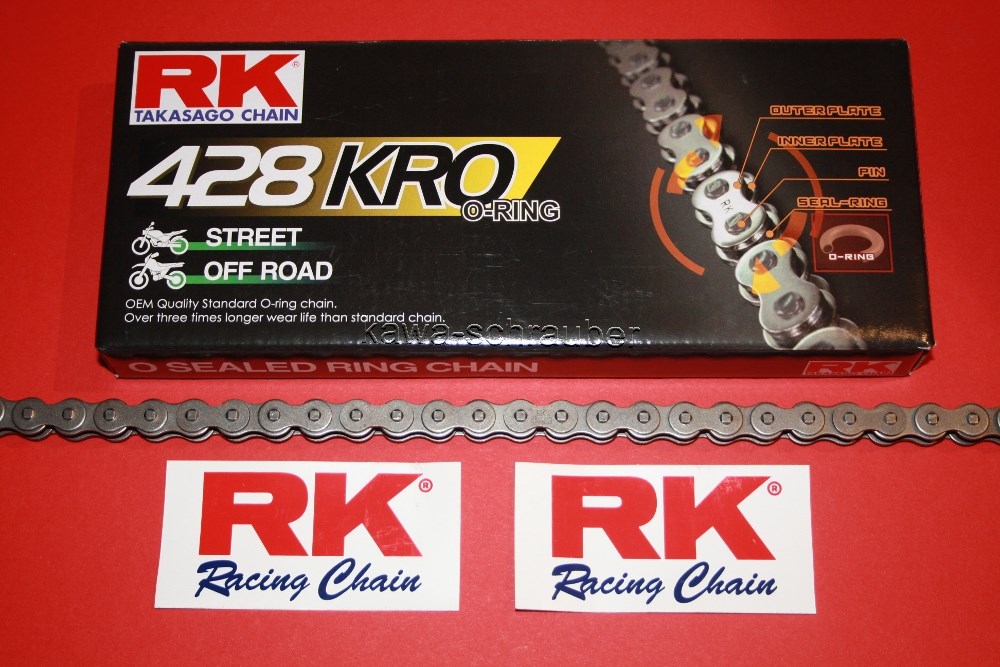 RK®
TAKASAGO CHAIN
428 KRO
O-RING
STREET
OFF ROAD
OEM Quality Standard O-ring chain.
Over three times longer wear life than standard chain.
OUTER PLATE
INNER PLATE
PIN
SEAL-RING
O-RING
RK
kawa-schrauber
O SEALED RING CHAIN
RK
RK®
Racing Chain
RK®
Racing Chain